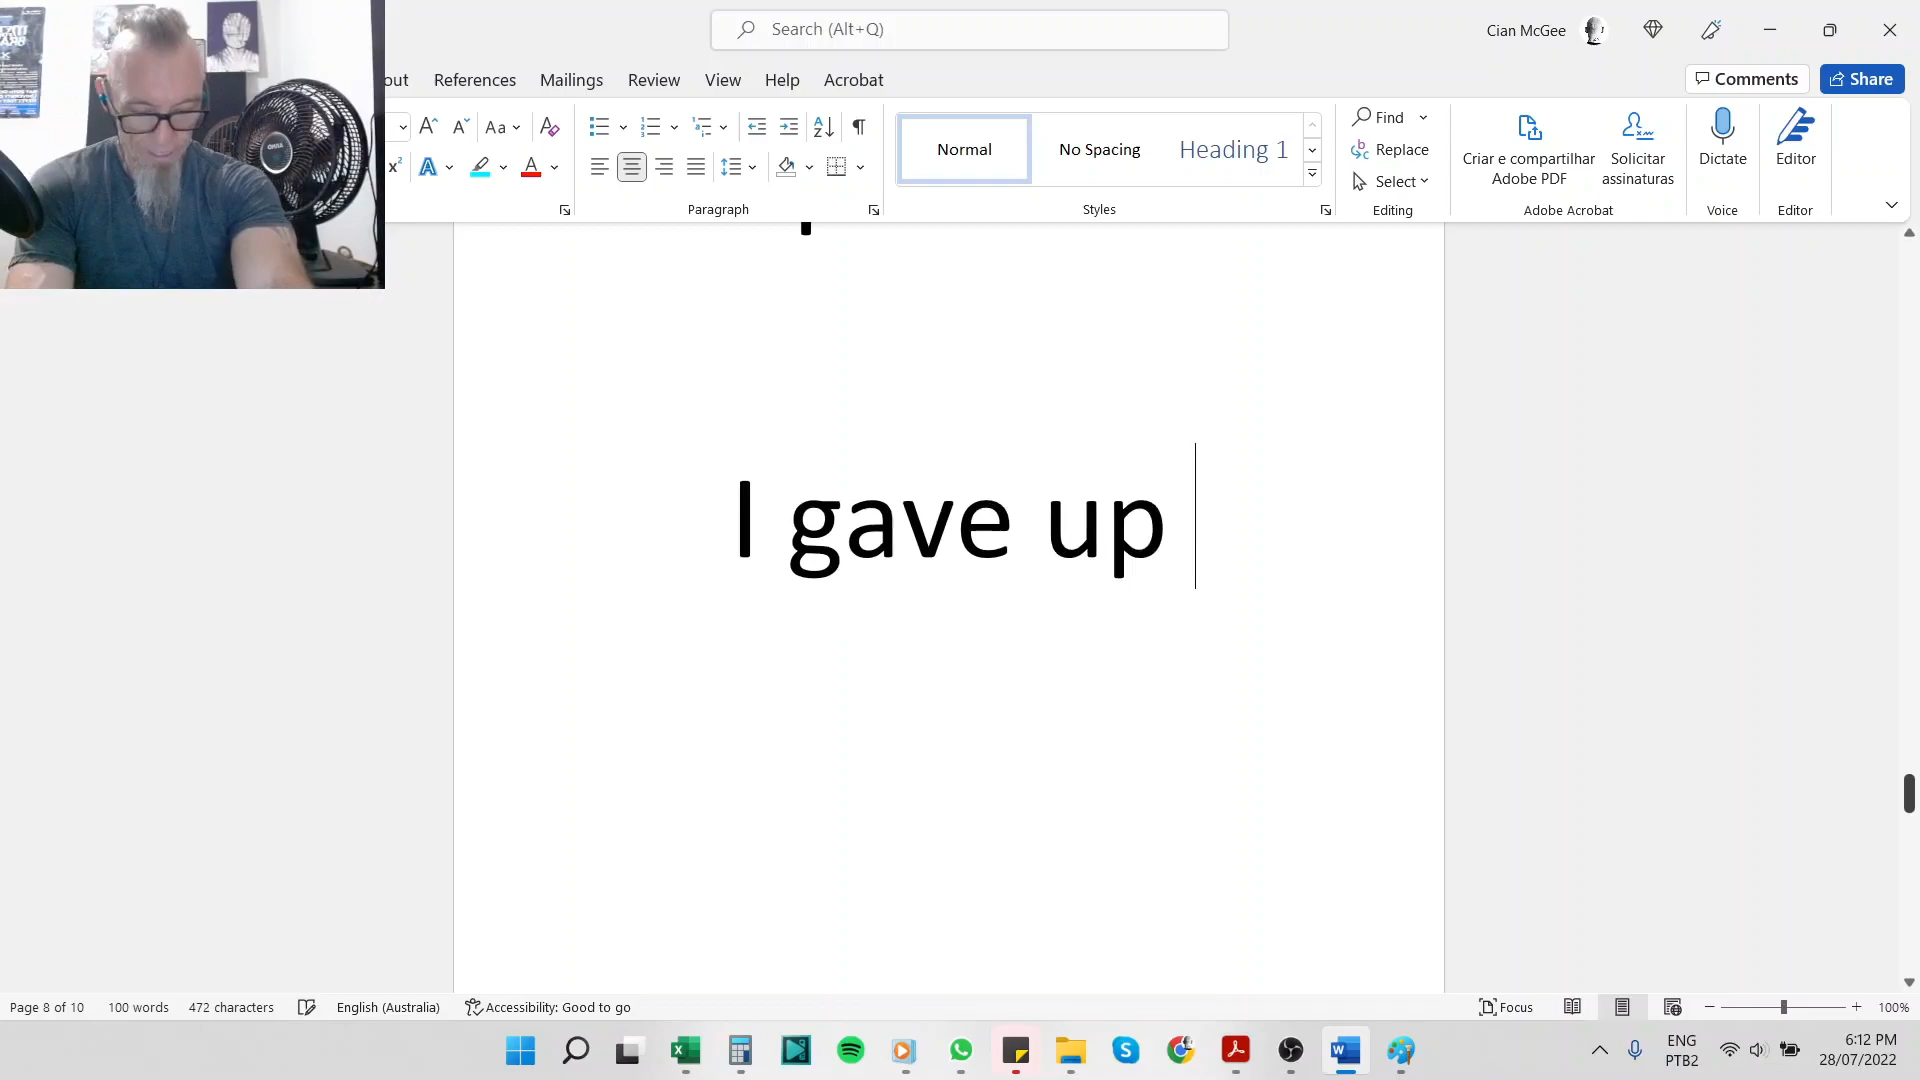 Search (Alt+Q)
Cian McGee
out References Mailings Review View Help Acrobat
Comments Share
Aa
Normal No Spacing Heading 1
Find
Replace
Select
Criar e compartilhar Adobe PDF
Solicitar assinaturas
Dictate
Editor
Paragraph Styles Editing Adobe Acrobat Voice Editor
I gave up
Page 8 of 10 100 words 472 characters English (Australia) Accessibility: Good to go Focus 100%
ENG
PTB2
6:12 PM
28/07/2022